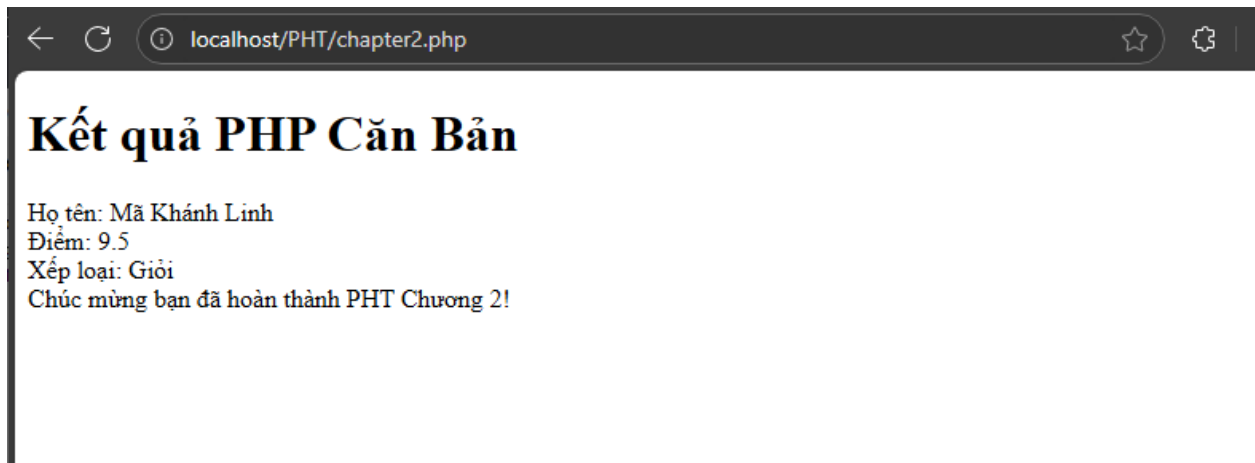 localhost/PHT/chapter2.php
Kết quả PHP Căn Bản
Họ tên: Mã Khánh Linh
Điểm: 9.5
Xếp loại: Giỏi
Chúc mừng bạn đã hoàn thành PHT Chương 2!